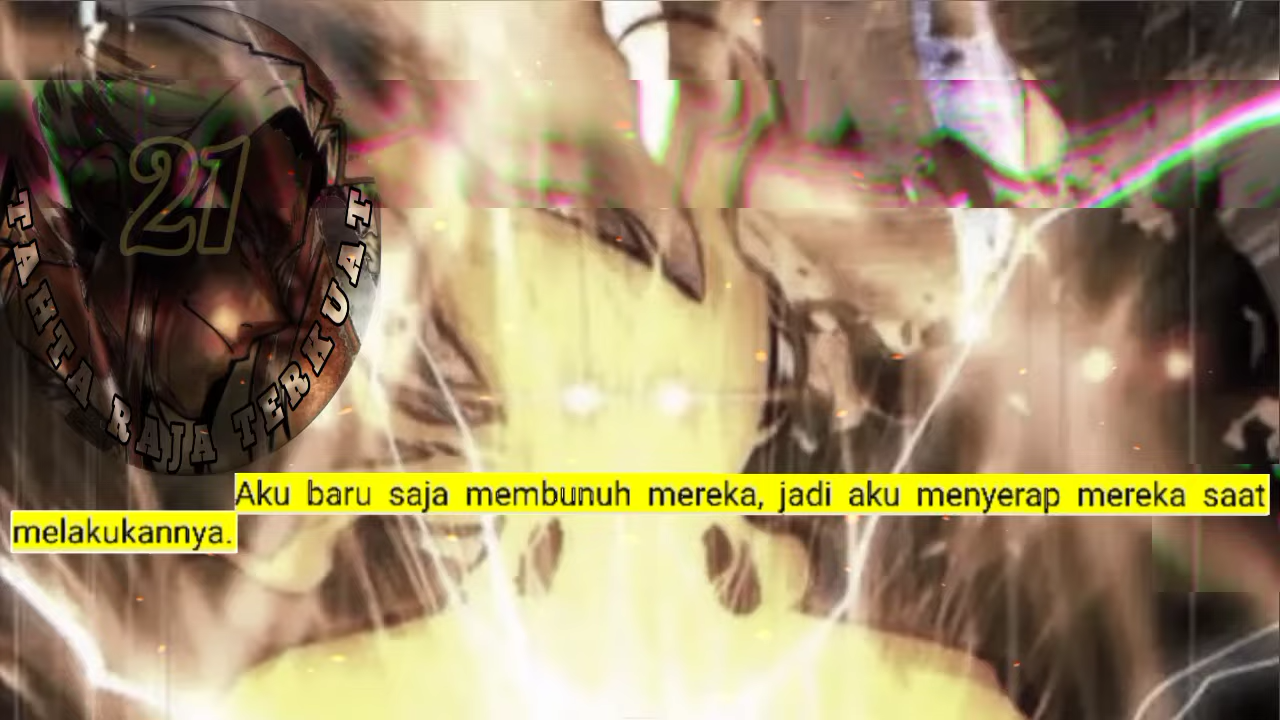 21
TAHTA RAJA TERKUAT
Aku baru saja membunuh mereka, jadi aku menyerap mereka saat
melakukannya.